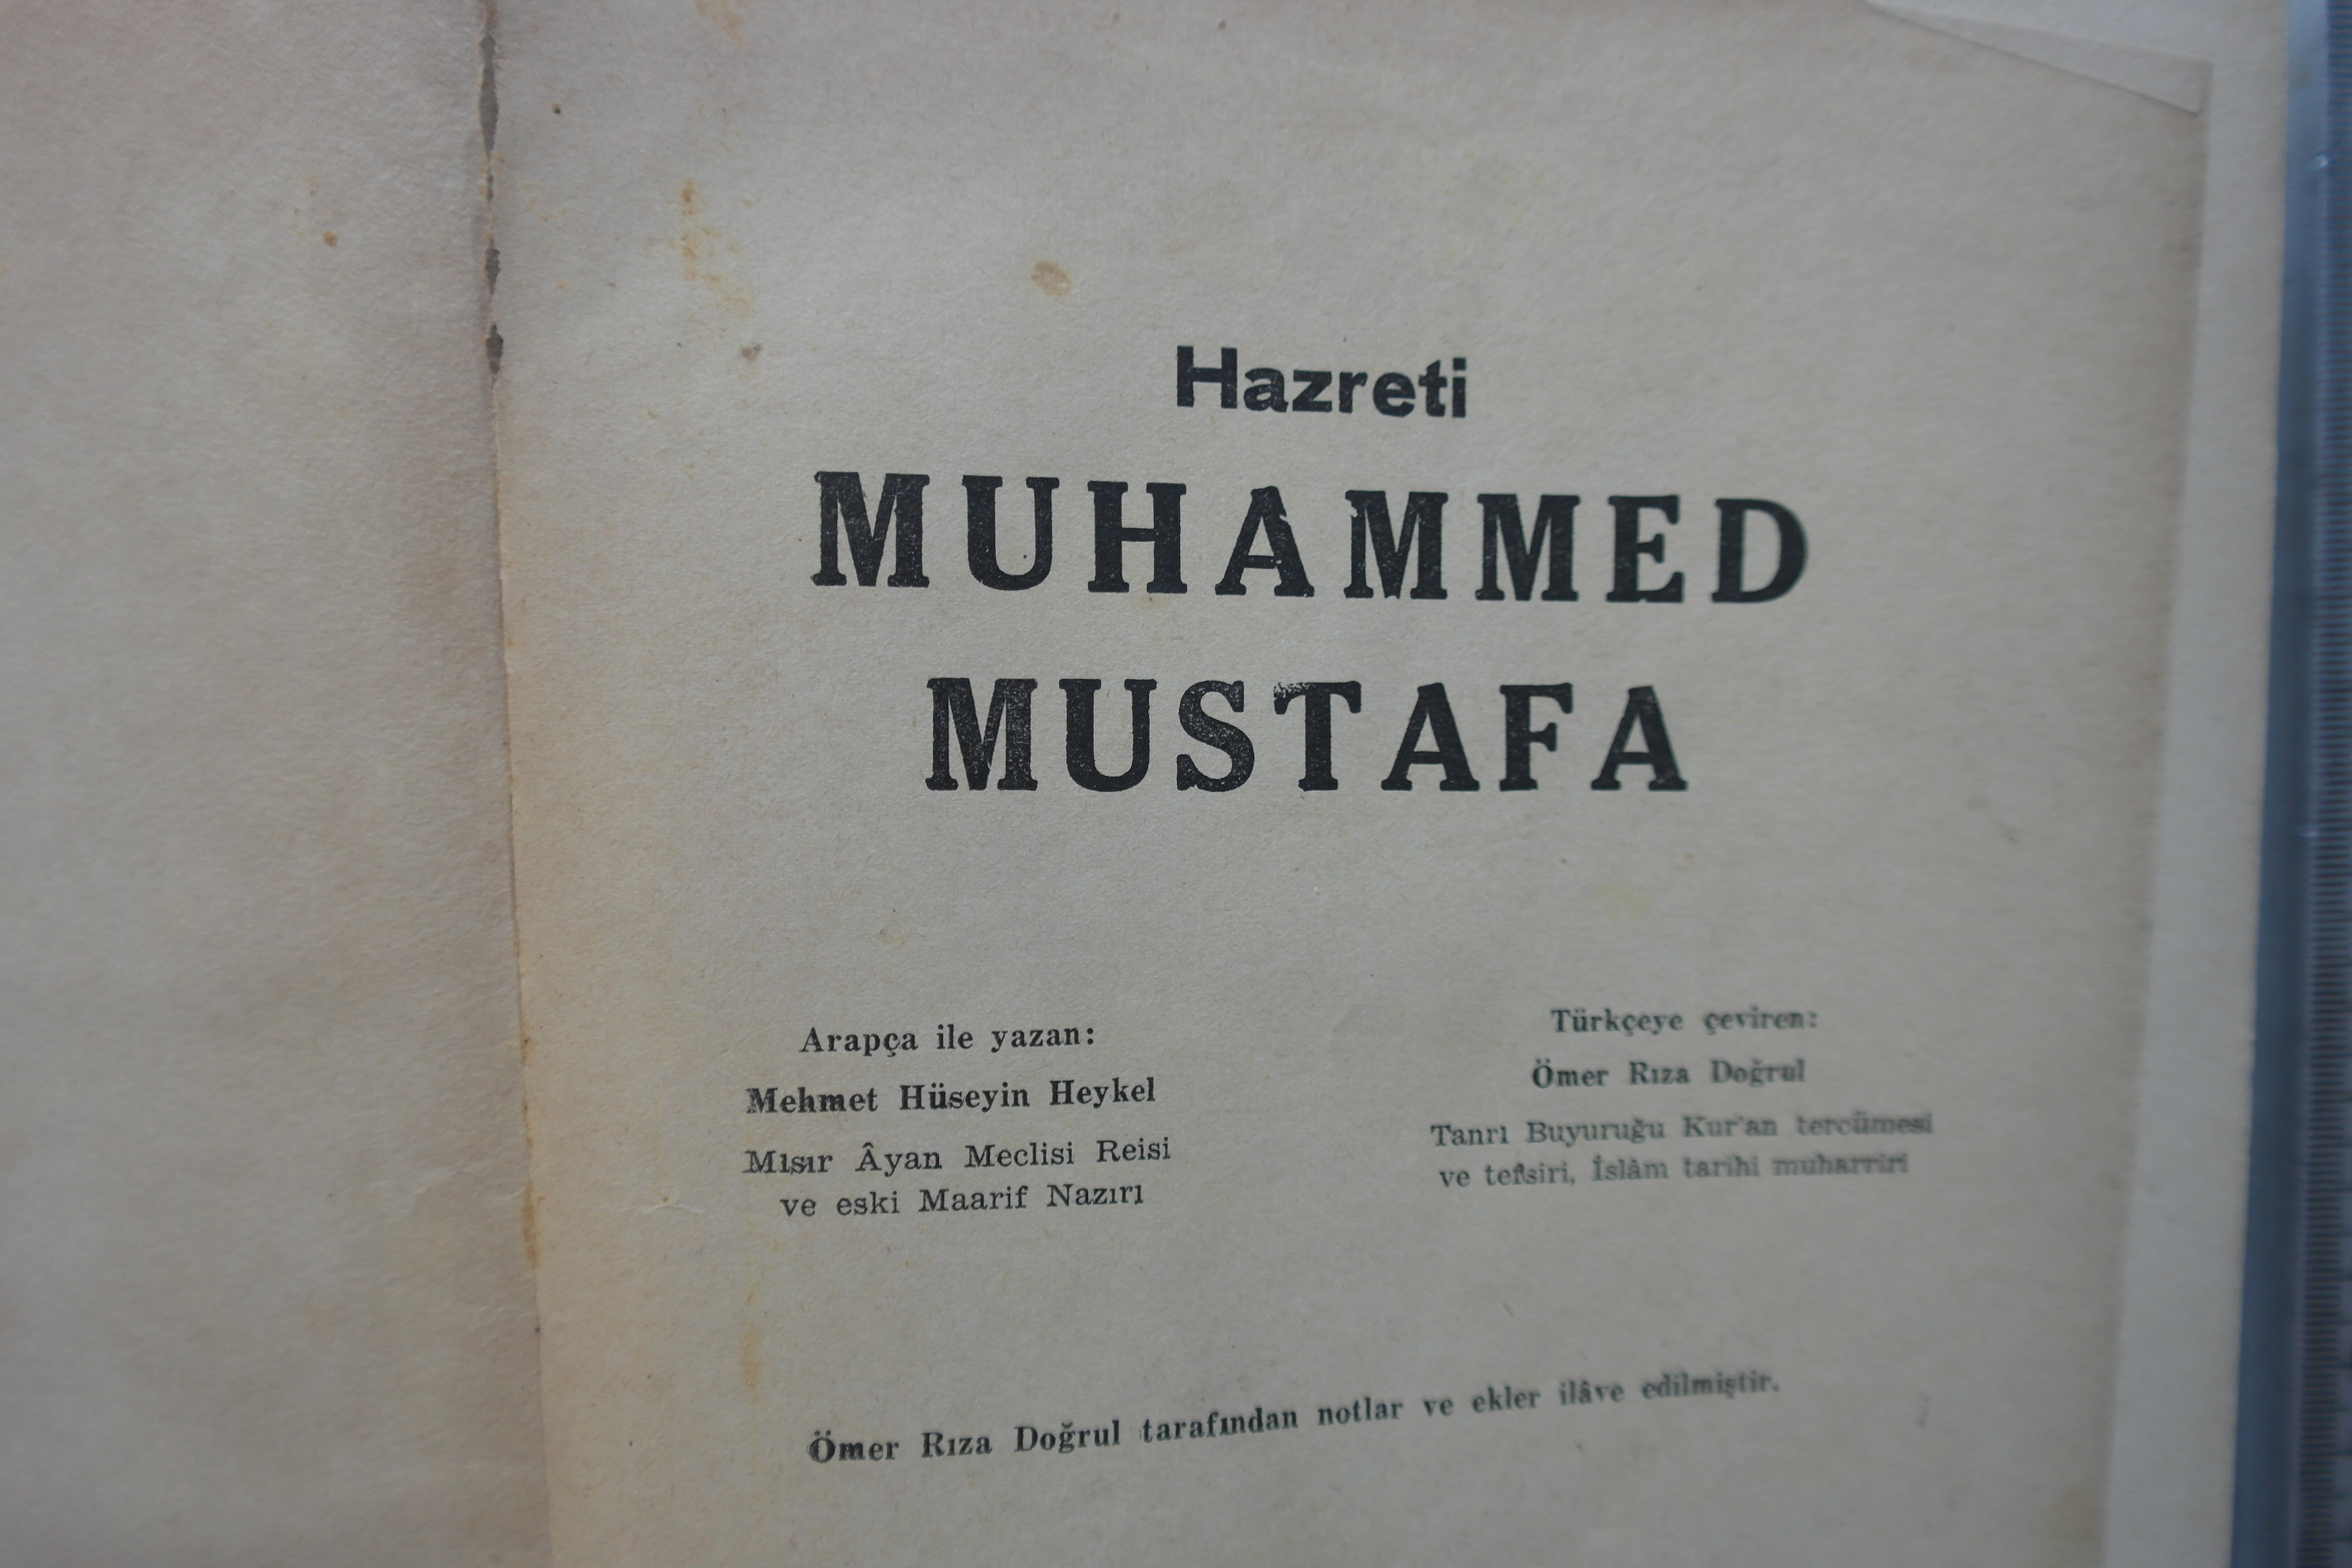 Hazreti
MUHAMMED
MUSTAFA
Arapça ile yazan:
Mehmet Hüseyin Heykel
Mısır Âyan Meclisi Reisi
ve eski Maarif Nazırı
Türkçeye çeviren:
Ömer Rıza Doğrul
Tanrı Buyuruğu Kur'an tercümesi
ve tefsiri, İslâm tarihi muharriri
Ömer Rıza Doğrul tarafından notlar ve ekler ilâve edilmiştir.